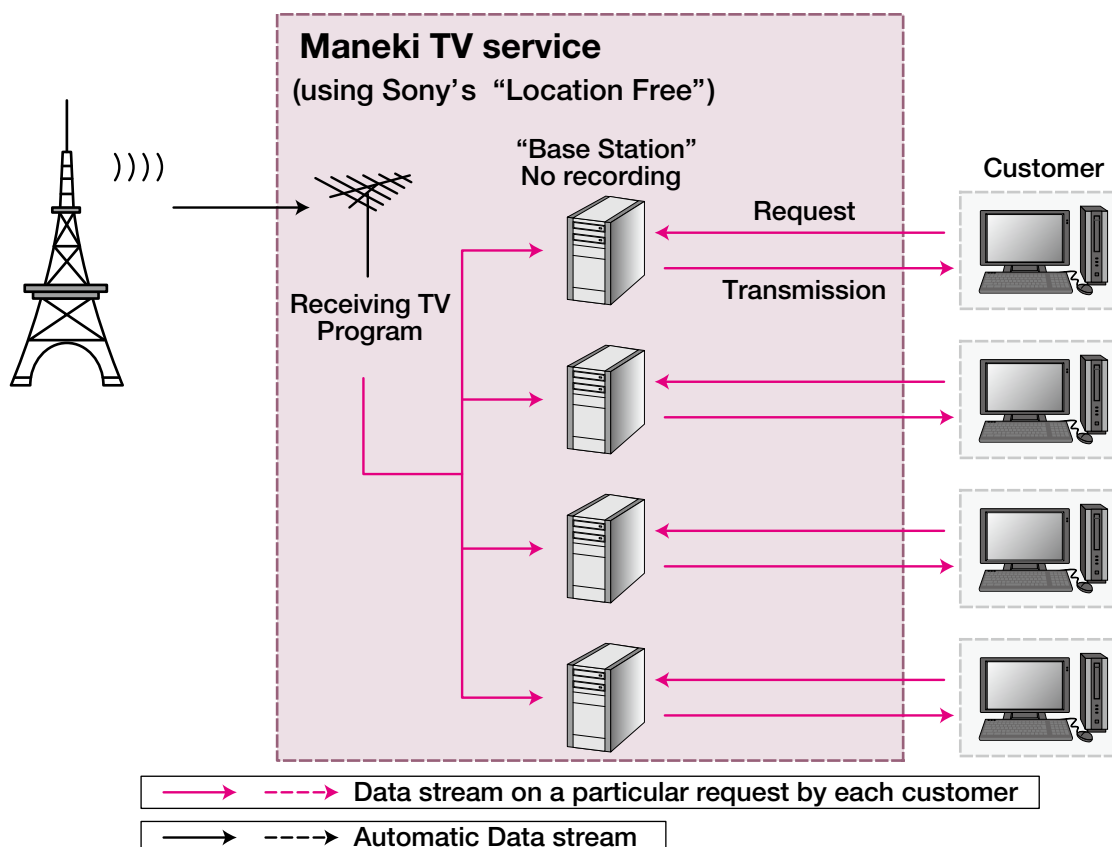 Maneki TV service
(using Sony's “Location Free”)
“Base Station”
No recording
Customer
Request
Transmission
Receiving TV
Program
Data stream on a particular request by each customer
Automatic Data stream